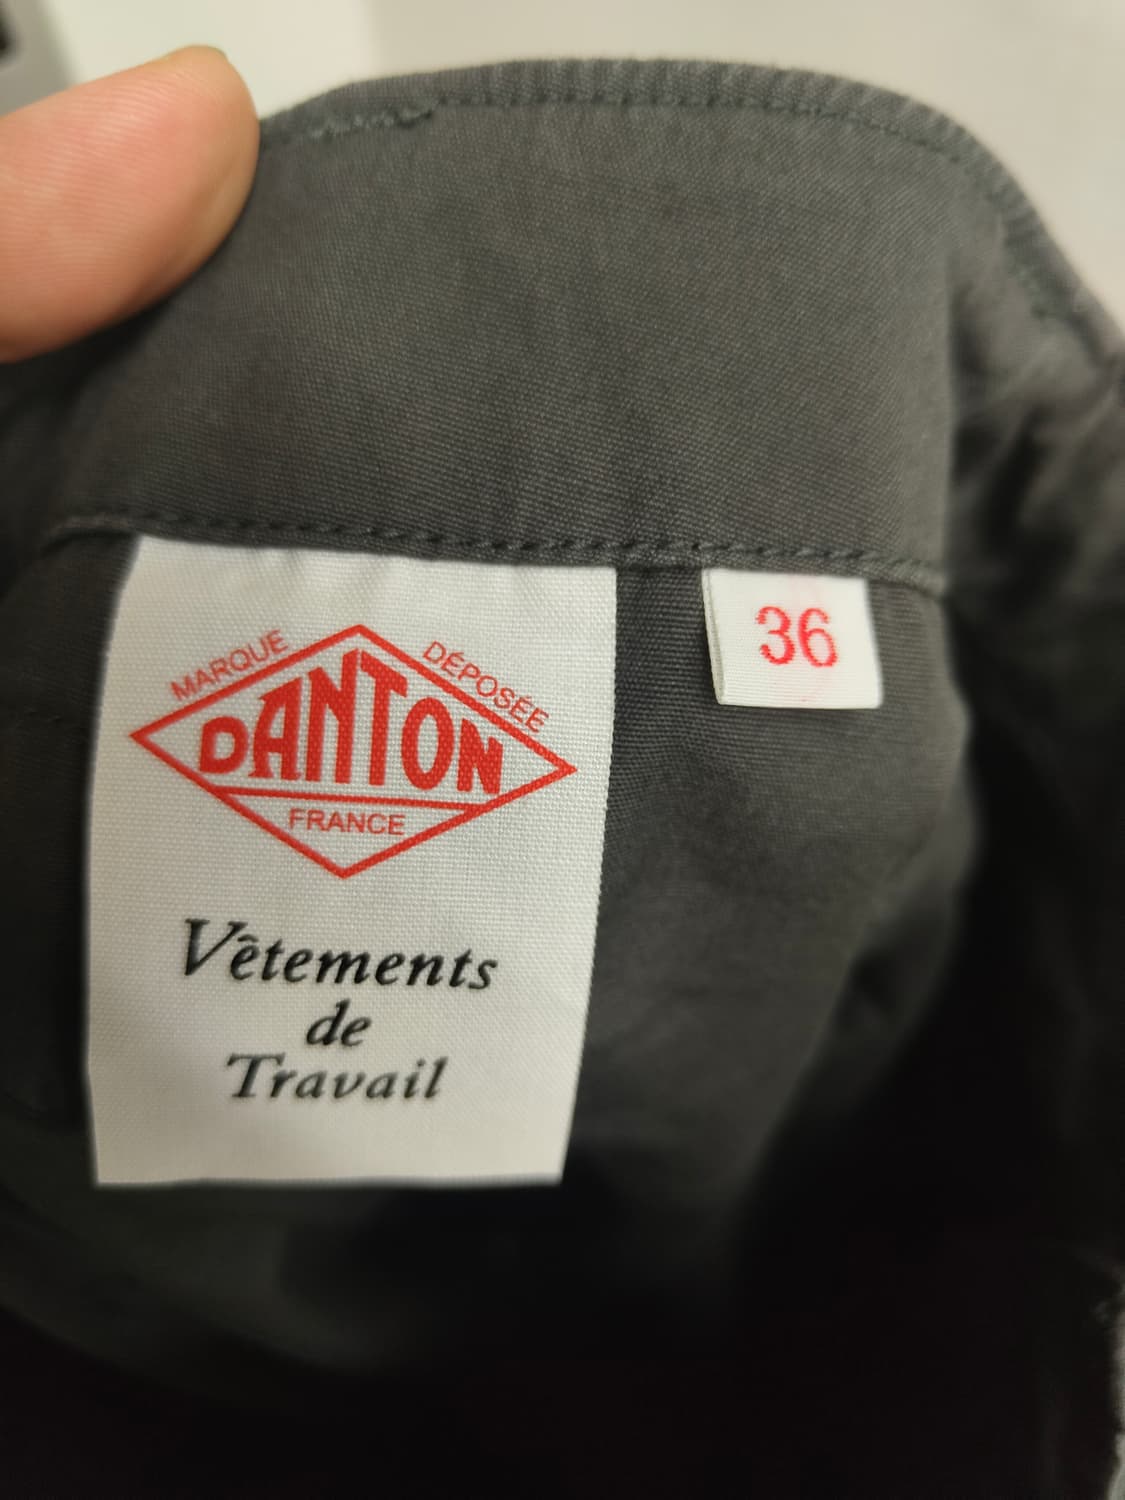 MARQUE DÉPOSÉE
DANTON
FRANCE
Vêtements
de
Travail
36